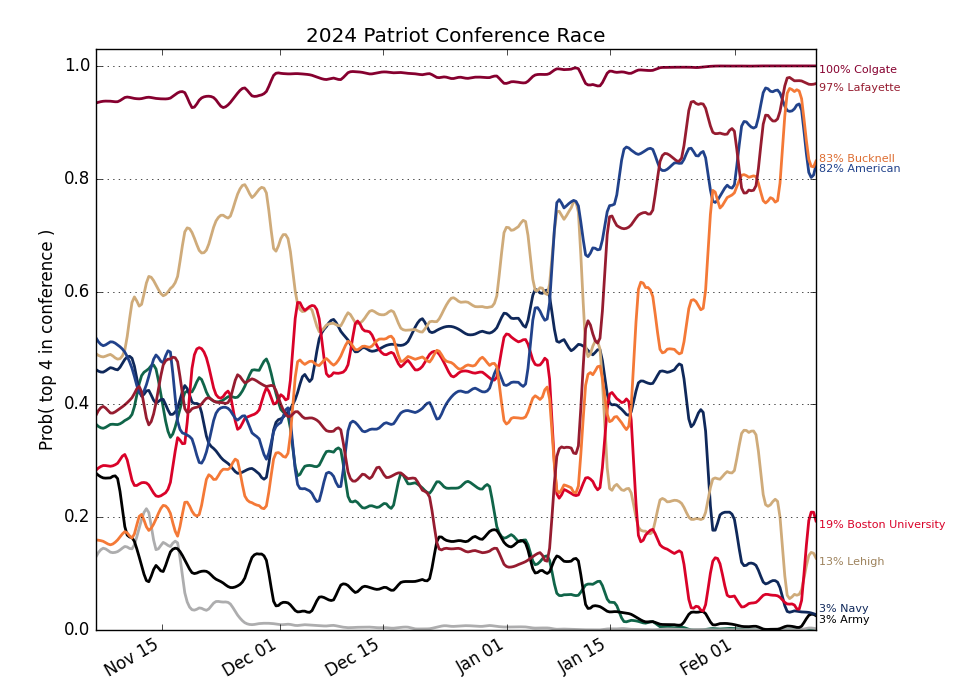 2024 Patriot Conference Race
Prob( top 4 in conference )
1.0
0.8
0.6
0.4
0.2
0.0
Nov 15
Dec 01
Dec 15
Jan 01
Jan 15
Feb 01
100% Colgate
97% Lafayette
83% Bucknell
82% American
19% Boston University
13% Lehigh
3% Navy
3% Army